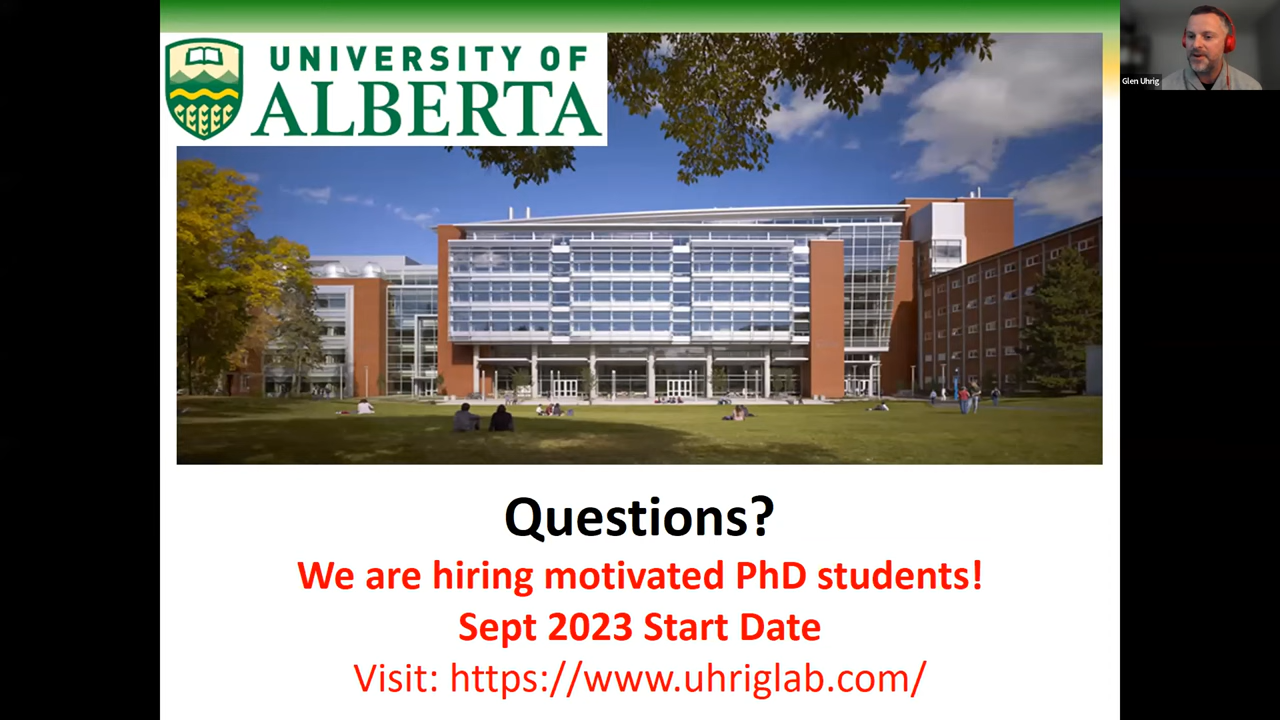 UNIVERSITY OF
ALBERTA
Glen Uhrig
Questions?
We are hiring motivated PhD students!
Sept 2023 Start Date
Visit: https://www.uhriglab.com/